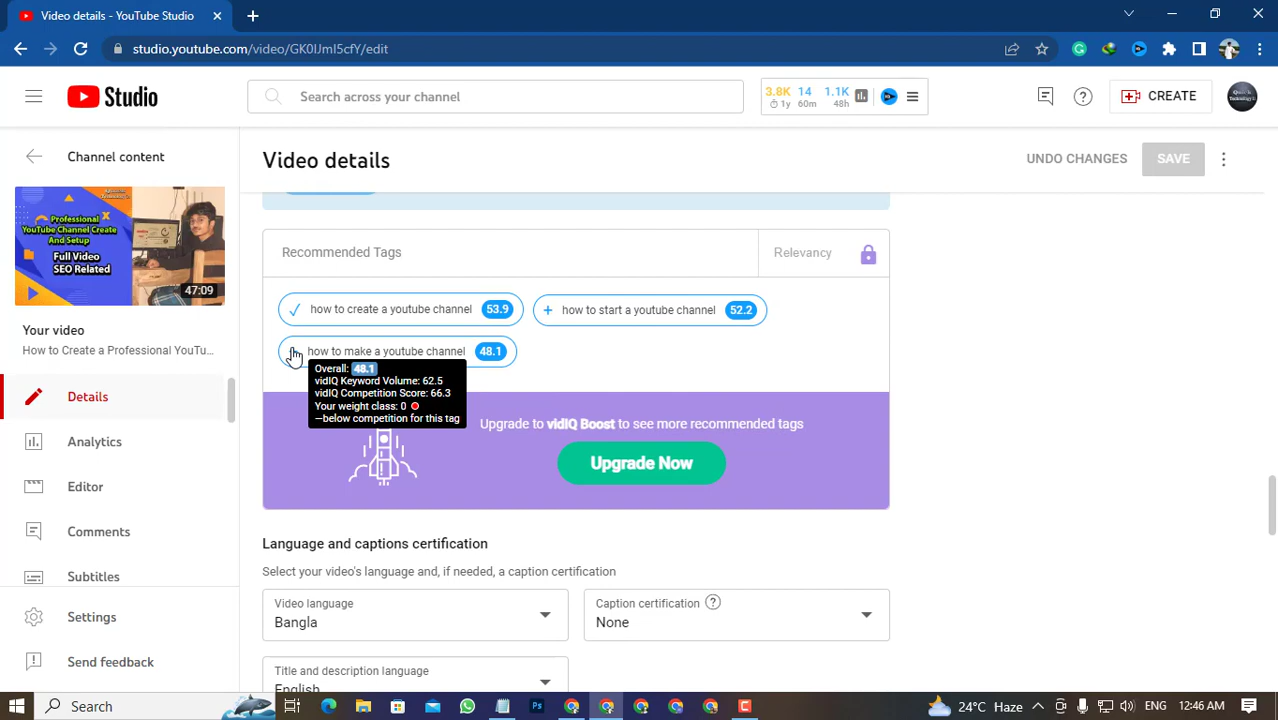 Video details - YouTube Studio
studio.youtube.com/video/GK0IJmI5cfY/edit
Studio
Search across your channel
3.8K 14 1.1K
1y 60m 48h
CREATE
Channel content
Video details
UNDO CHANGES
SAVE
Professional
YouTube Channel Create
And Setup
Full Video
SEO Related
47:09
Your video
How to Create a Professional YouTu...
Details
Analytics
Editor
Comments
Subtitles
Settings
Send feedback
Recommended Tags
Relevancy
how to create a youtube channel 53.9
how to start a youtube channel 52.2
how to make a youtube channel 48.1
Overall: 48.1
vidIQ Keyword Volume: 62.5
vidIQ Competition Score: 66.3
Your weight class: 0
—below competition for this tag
Upgrade to vidIQ Boost to see more recommended tags
Upgrade Now
Language and captions certification
Select your video's language and, if needed, a caption certification
Video language
Bangla
Caption certification
None
Title and description language
English
Search
24°C Haze
ENG
12:46 AM